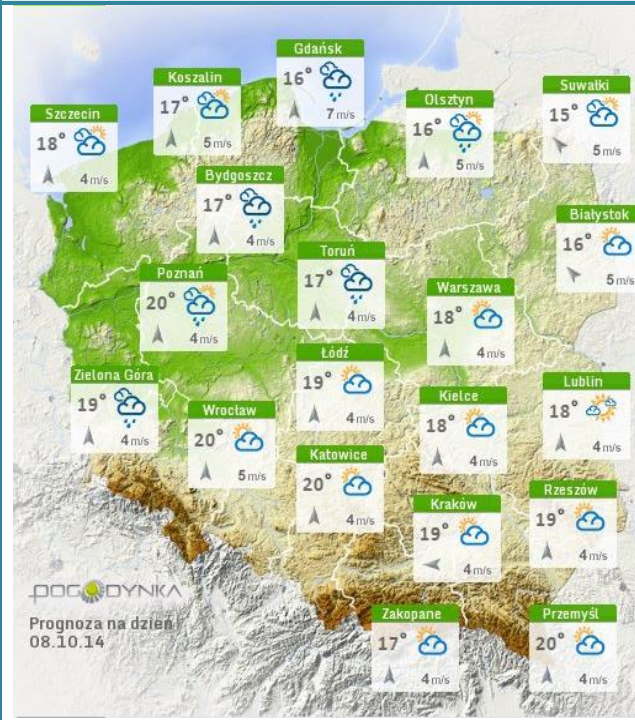 Gdańsk
16°
7 m/s
Koszalin
17°
5 m/s
Suwałki
15°
5 m/s
Olsztyn
16°
5 m/s
Szczecin
18°
4 m/s
Bydgoszcz
17°
4 m/s
Białystok
16°
5 m/s
Toruń
17°
4 m/s
Poznań
20°
4 m/s
Warszawa
18°
4 m/s
Łódź
19°
4 m/s
Zielona Góra
19°
4 m/s
Lublin
18°
4 m/s
Kielce
18°
4 m/s
Wrocław
20°
5 m/s
Katowice
20°
4 m/s
Rzeszów
19°
4 m/s
Kraków
19°
4 m/s
POGODYNKA
Prognoza na dzień
08.10.14
Zakopane
17°
4 m/s
Przemyśl
20°
4 m/s